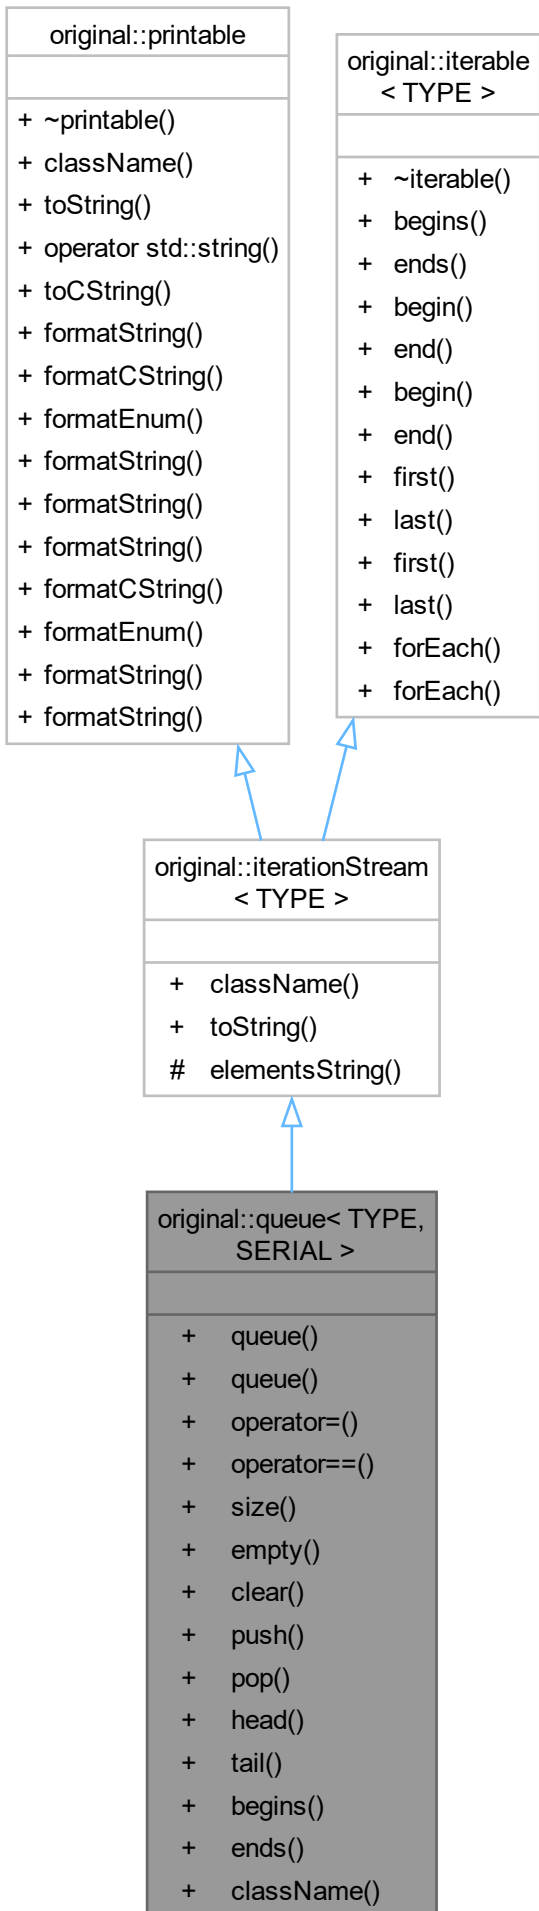 original::printable
+ ~printable()
+ className()
+ toString()
+ operator std::string()
+ toCString()
+ formatString()
+ formatCString()
+ formatEnum()
+ formatString()
+ formatString()
+ formatString()
+ formatCString()
+ formatEnum()
+ formatString()
+ formatString()
original::iterable
< TYPE >
+ ~iterable()
+ begins()
+ ends()
+ begin()
+ end()
+ begin()
+ end()
+ first()
+ last()
+ first()
+ last()
+ forEach()
+ forEach()
original::iterationStream
< TYPE >
+ className()
+ toString()
# elementsString()
original::queue< TYPE,
SERIAL >
+ queue()
+ queue()
+ operator=()
+ operator==()
+ size()
+ empty()
+ clear()
+ push()
+ pop()
+ head()
+ tail()
+ begins()
+ ends()
+ className()